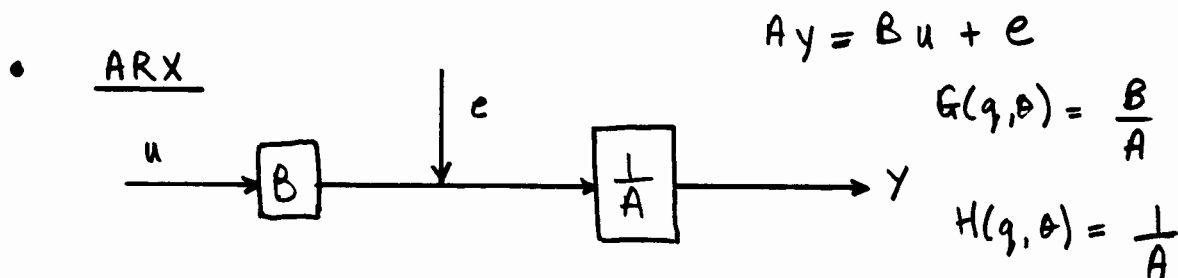 Ay = Bu + e
• ARX
G(q,θ) = B/A
e
u
B
1/A
y
H(q,θ) = 1/A